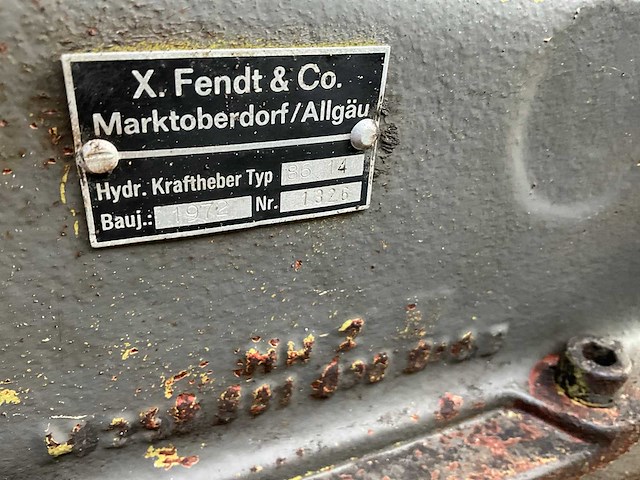 X. Fendt & Co.
Marktoberdorf/Allgäu
Hydr. Kraftheber Typ 86 14
Bauj.: 1972 Nr. 1326